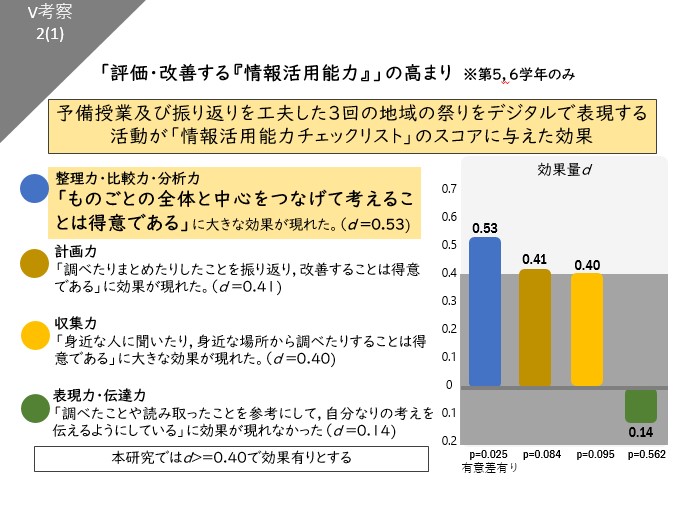 Ⅴ考察
2(1)
「評価・改善する『情報活用能力』」の高まり ※第5,6学年のみ
予備授業及び振り返りを工夫した３回の地域の祭りをデジタルで表現する
活動が「情報活用能力チェックリスト」のスコアに与えた効果
整理力・比較力・分析力
「ものごとの全体と中心をつなげて考えるこ
とは得意である」に大きな効果が現れた。（d＝0.53）
計画力
「調べたりまとめたりしたことを振り返り，改善することは得意
である」に効果が現れた。（d＝0.41）
収集力
「身近な人に聞いたり，身近な場所から調べたりすることは得
意である」に大きな効果が現れた。（d＝0.40）
表現力・伝達力
「調べたことや読み取ったことを参考にして，自分なりの考えを
伝えるようにしている」に効果が現れなかった（d＝0.14）
本研究ではd>=0.40で効果有りとする
効果量d
0.7
0.6
0.5
0.4
0.3
0.2
0.1
0
0.1
0.2
0.53
0.41
0.40
0.14
p=0.025 p=0.084 p=0.095 p=0.562
有意差有り